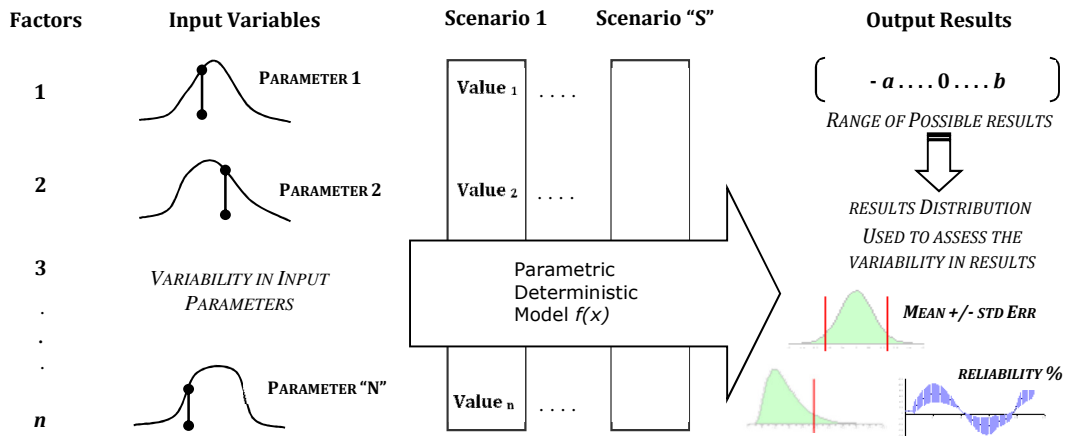 Factors Input Variables Scenario 1 Scenario “S” Output Results
1 PARAMETER 1 Value 1 . . . . - a . . . . 0 . . . . b
RANGE OF POSSIBLE RESULTS
2 PARAMETER 2 Value 2 . . . .
RESULTS DISTRIBUTION
USED TO ASSESS THE
VARIABILITY IN RESULTS
3 VARIABILITY IN INPUT
PARAMETERS
Parametric
Deterministic
Model f(x)
.
.
.
MEAN +/- STD ERR
RELIABILITY %
n PARAMETER “N” Value n . . . .